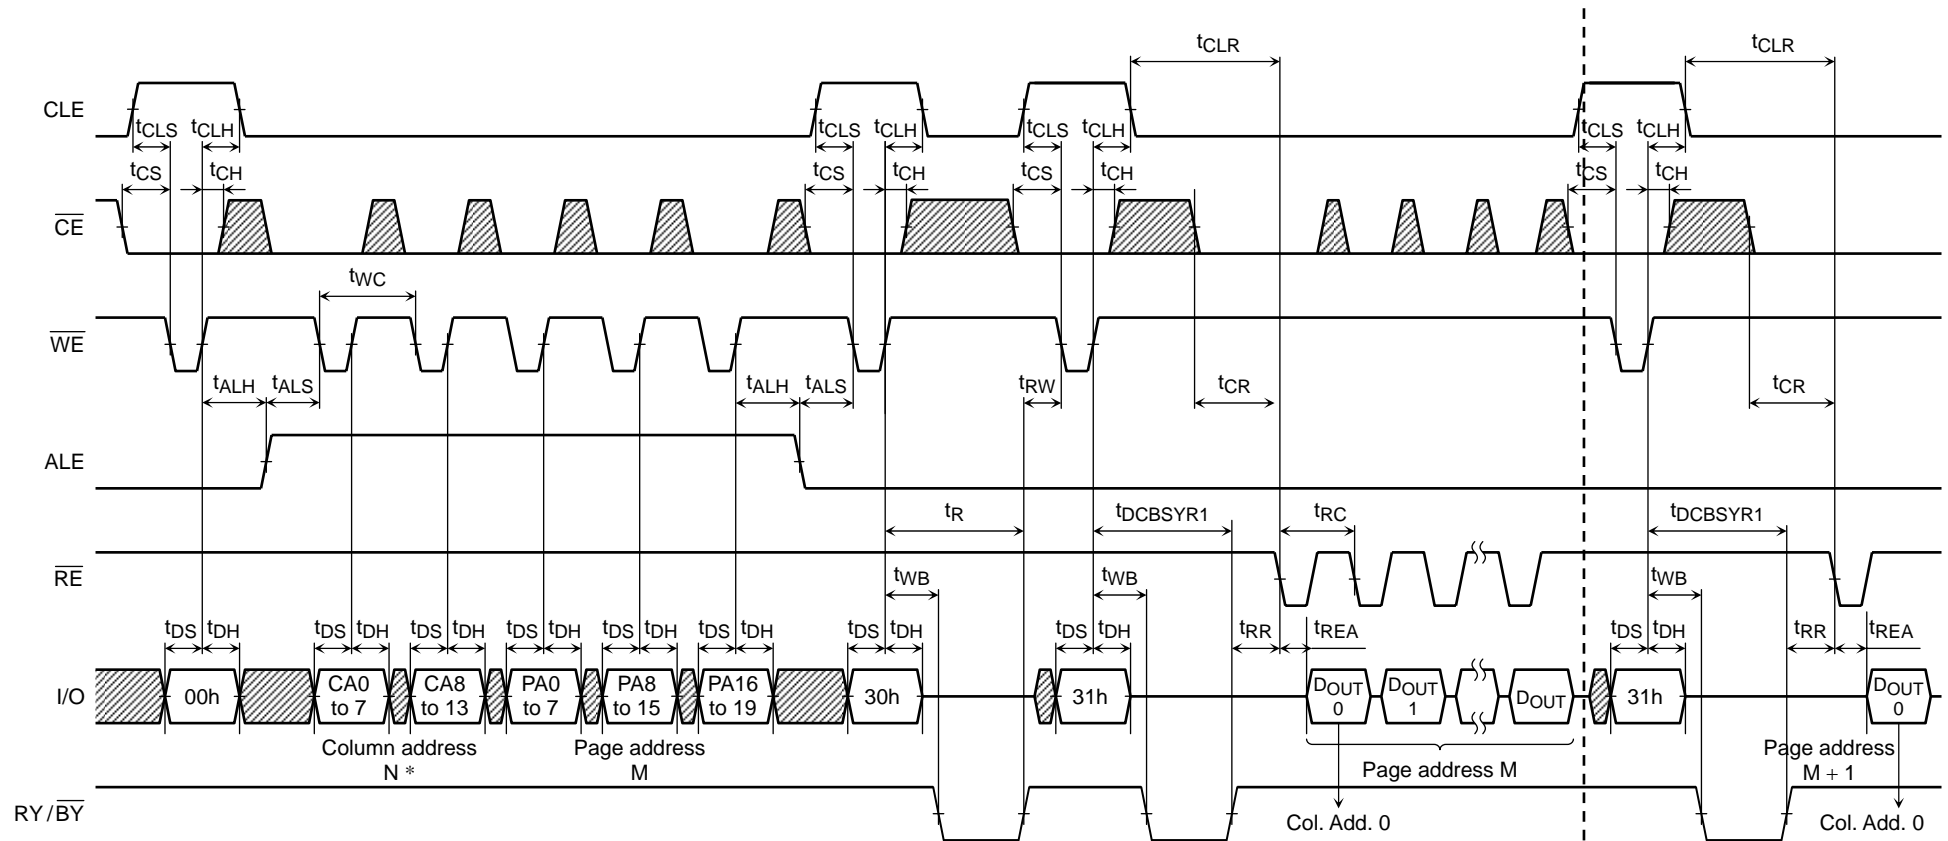 tCLR tCLR
CLE
tCLS tCLH tCLS tCLH tCLS tCLH tCLS tCLH
tCS tCH tCS tCH tCS tCH tCS tCH
CE
tWC
WE
tALH tALS tALH tALS tRW tCR tCR
ALE
tR tDCBSYR1 tRC tDCBSYR1
RE
tWB tWB tWB
tDS tDH tDS tDH tDS tDH tDS tDH tDS tDH tDS tDH tDS tDH tDS tDH tRR tREA tDS tDH tRR tREA
I/O
00h CA0 to 7 CA8 to 13 PA0 to 7 PA8 to 15 PA16 to 19 30h 31h DOUT 0 DOUT 1 DOUT 31h DOUT 0
Column address N *
Page address M
Page address M
Page address M + 1
RY/BY
Col. Add. 0 Col. Add. 0